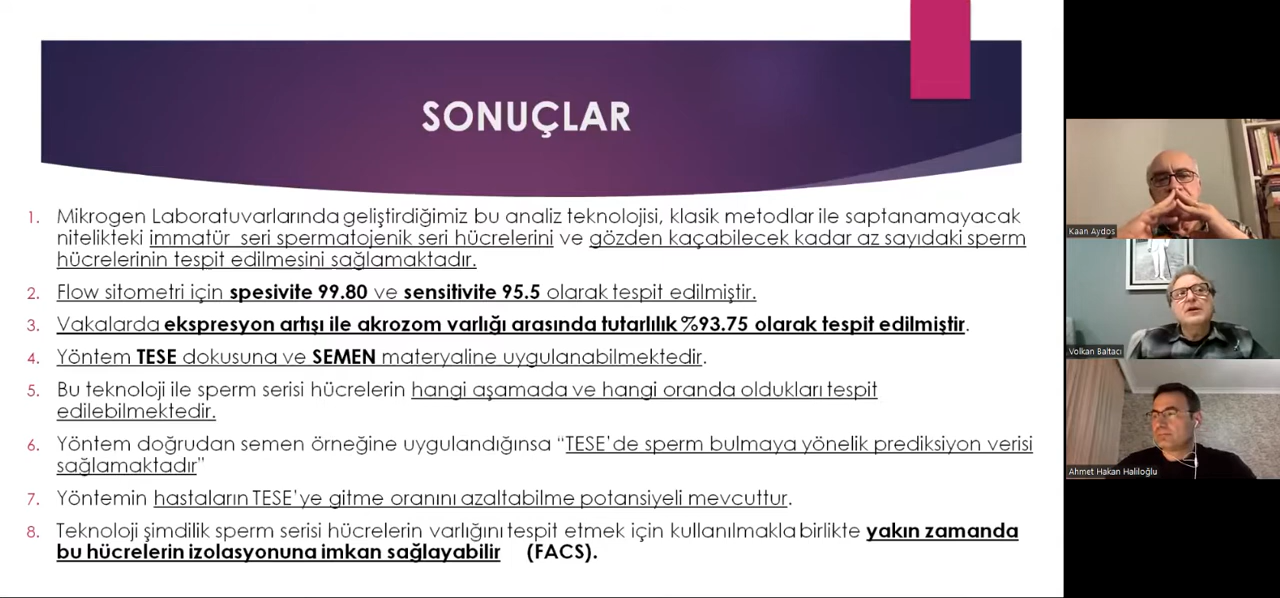 SONUÇLAR
1. Mikrogen Laboratuvarlarında geliştirdiğimiz bu analiz teknolojisi, klasik metodlar ile saptanamayacak
nitelikteki immatür seri spermatojenik seri hücrelerini ve gözden kaçabilecek kadar az sayıdaki sperm
hücrelerinin tespit edilmesini sağlamaktadır.
2. Flow sitometri için spesivite 99.80 ve sensitivite 95.5 olarak tespit edilmiştir.
3. Vakalarda ekspresyon artışı ile akrozom varlığı arasında tutarlılık %93.75 olarak tespit edilmiştir.
4. Yöntem TESE dokusuna ve SEMEN materyaline uygulanabilmektedir.
5. Bu teknoloji ile sperm serisi hücrelerin hangi aşamada ve hangi oranda oldukları tespit
edilebilmektedir.
6. Yöntem doğrudan semen örneğine uygulandığınsa “TESE’de sperm bulmaya yönelik prediksiyon verisi
sağlamaktadır”
7. Yöntemin hastaların TESE’ye gitme oranını azaltabilme potansiyeli mevcuttur.
8. Teknoloji şimdilik sperm serisi hücrelerin varlığını tespit etmek için kullanılmakla birlikte yakın zamanda
bu hücrelerin izolasyonuna imkan sağlayabilir (FACS).
Kaan Aydos
Volkan Baltacı
Ahmet Hakan Haliloğlu